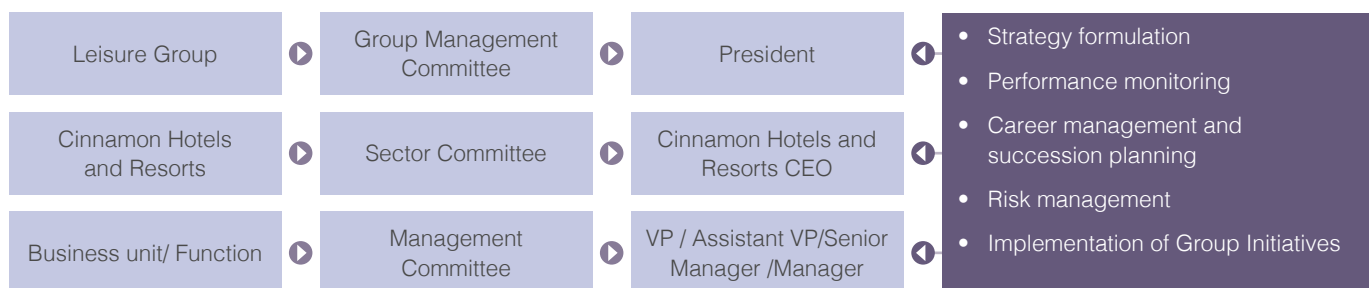 Leisure Group
Group Management
Committee
President
Cinnamon Hotels
and Resorts
Sector Committee
Cinnamon Hotels and
Resorts CEO
Business unit/ Function
Management
Committee
VP / Assistant VP/Senior
Manager /Manager
• Strategy formulation
• Performance monitoring
• Career management and
succession planning
• Risk management
• Implementation of Group Initiatives